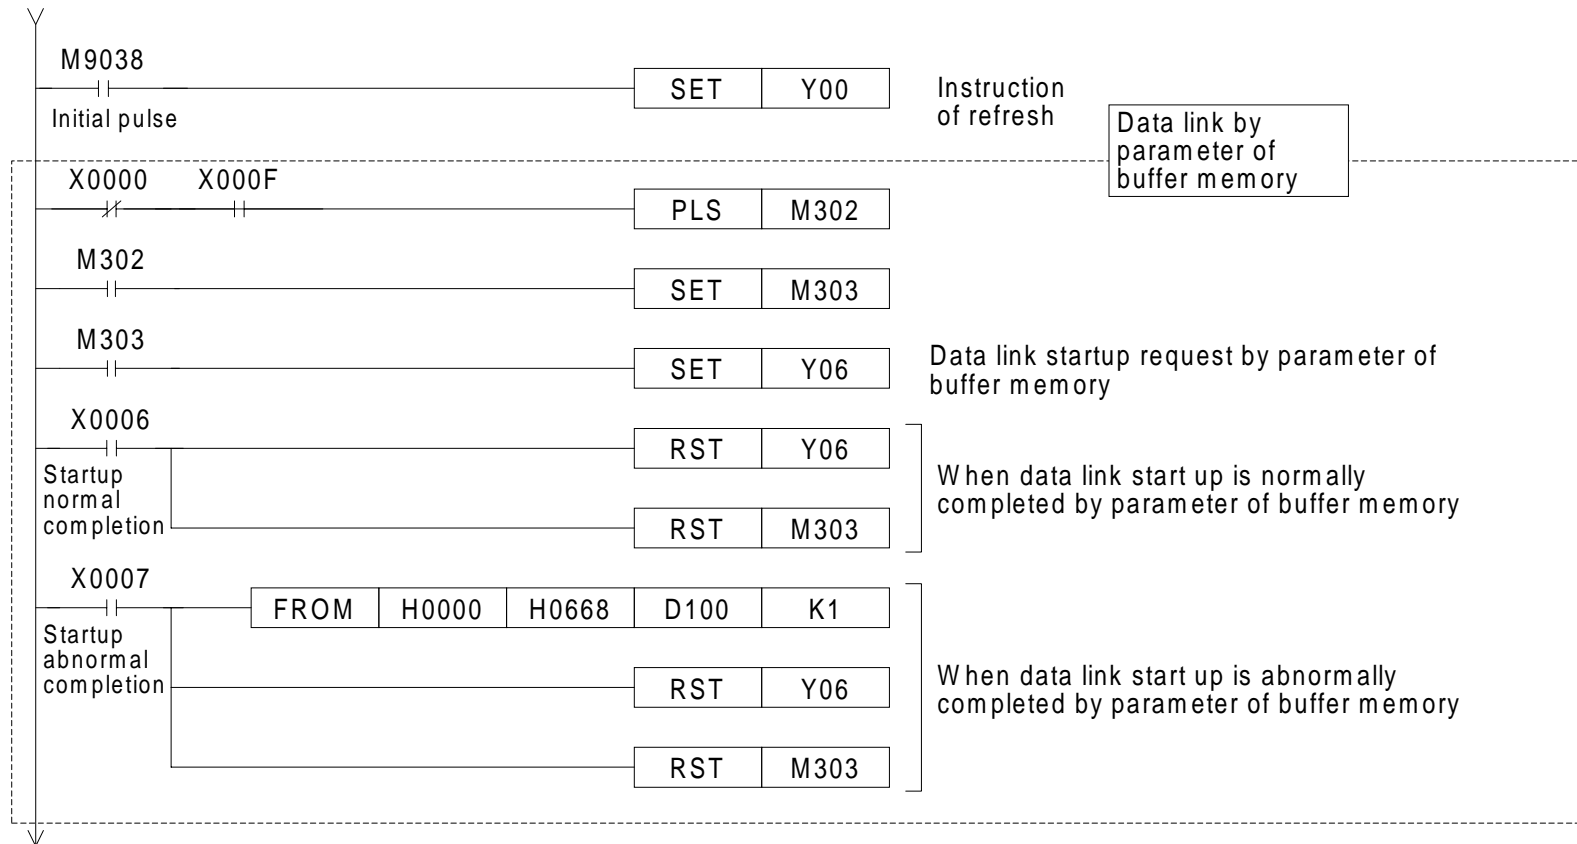 M9038
SET Y00
Initial pulse
Instruction
of refresh
Data link by
parameter of
buffer memory
X0000 X000F
PLS M302
M302
SET M303
M303
SET Y06
Data link startup request by parameter of
buffer memory
X0006
RST Y06
Startup
normal
completion
RST M303
When data link start up is normally
completed by parameter of buffer memory
X0007
FROM H0000 H0668 D100 K1
Startup
abnormal
completion
RST Y06
RST M303
When data link start up is abnormally
completed by parameter of buffer memory